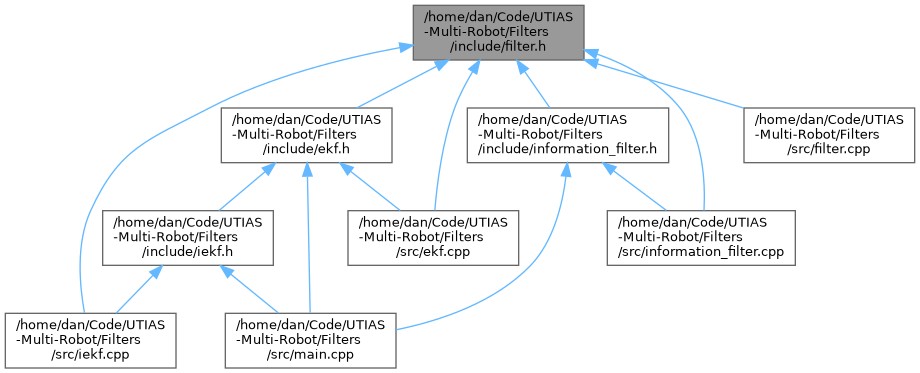 /home/dan/Code/UTIAS
-Multi-Robot/Filters
/include/filter.h
/home/dan/Code/UTIAS
-Multi-Robot/Filters
/include/ekf.h
/home/dan/Code/UTIAS
-Multi-Robot/Filters
/include/information_filter.h
/home/dan/Code/UTIAS
-Multi-Robot/Filters
src/filter.cpp
/home/dan/Code/UTIAS
-Multi-Robot/Filters
/include/iekf.h
/home/dan/Code/UTIAS
-Multi-Robot/Filters
/src/ekf.cpp
/home/dan/Code/UTIAS
-Multi-Robot/Filters
/src/information_filter.cpp
/home/dan/Code/UTIAS
-Multi-Robot/Filters
/src/iekf.cpp
/home/dan/Code/UTIAS
-Multi-Robot/Filters
/src/main.cpp